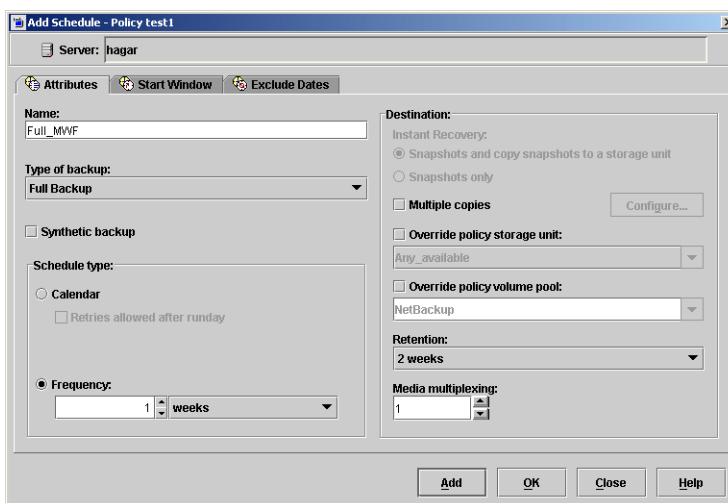 Add Schedule - Policy test1
Server: hagar
Attributes
Start Window
Exclude Dates
Name:
Full_MWF
Type of backup:
Full Backup
Synthetic backup
Schedule type:
Calendar
Retries allowed after runday
Frequency:
1 weeks
Destination:
Instant Recovery:
Snapshots and copy snapshots to a storage unit
Snapshots only
Multiple copies
Configure...
Override policy storage unit:
Any_available
Override policy volume pool:
NetBackup
Retention:
2 weeks
Media multiplexing:
1
Add
OK
Close
Help